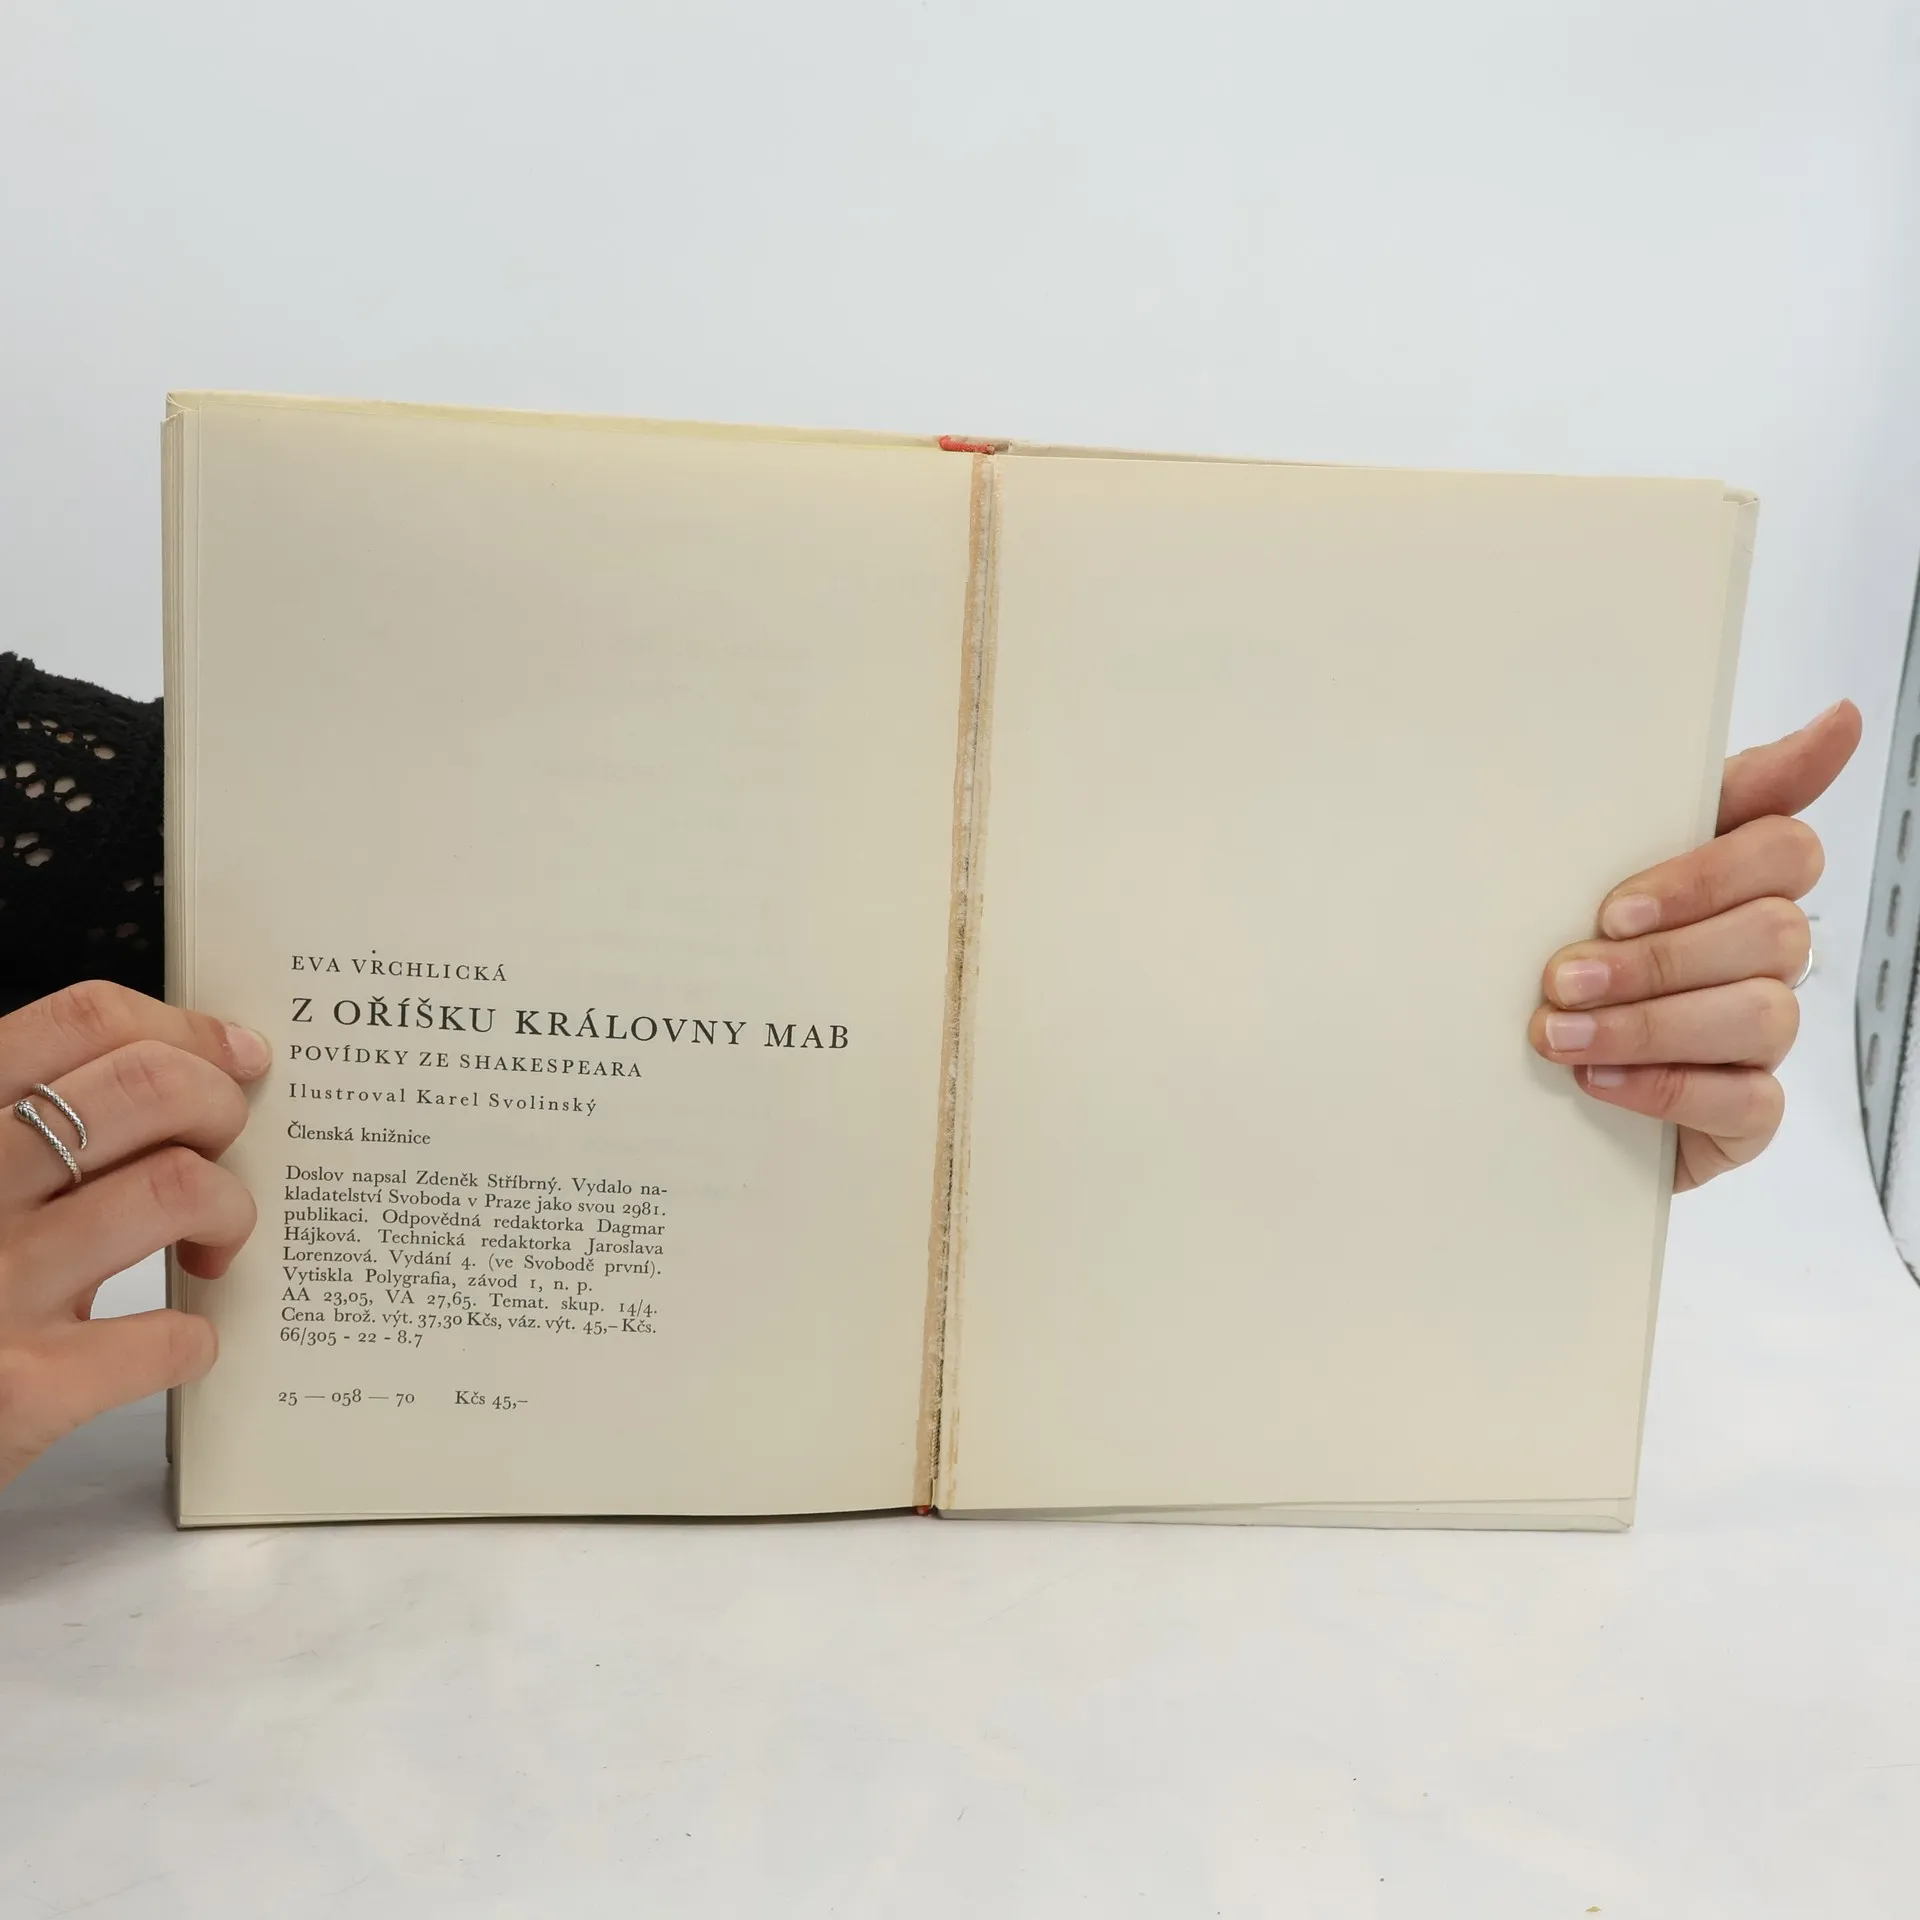 EVA VRCHLICKÁ
Z OŘÍŠKU KRÁLOVNY MAB
POVÍDKY ZE SHAKESPEARA
Ilustroval Karel Svolinský
Členská knižnice
Doslov napsal Zdeněk Stříbrný. Vydalo na-
kladatelství Svoboda v Praze jako svou 2981.
publikaci. Odpovědná redaktorka Dagmar
Hájková. Technická redaktorka Jaroslava
Lorenzová. Vydání 4. (ve Svobodě první).
Vytiskla Polygrafia, závod 1, n. p.
AA 23,05, VA 27,65. Temat. skup. 14/4.
Cena brož. výt. 37,30 Kčs, váz. výt. 45,– Kčs.
66/305 - 22 - 8.7
25 — 058 — 70 Kčs 45,–